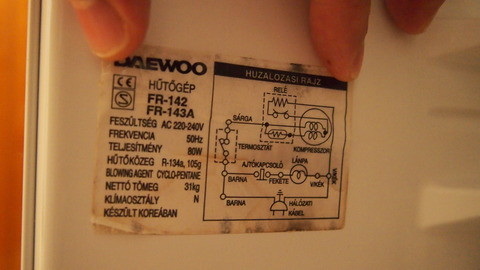 DAEWOO
HŰTŐGÉP
FR-142
FR-143A
FESZÜLTSÉG AC 220-240V
FREKVENCIA 50Hz
TELJESÍTMÉNY 80W
HŰTŐKÖZEG R-134a, 105g
BLOWING AGENT CYCLO-PENTANE
NETTÓ TÖMEG 31kg
KLÍMAOSZTÁLY N
KÉSZÜLT KOREÁBAN
HUZALOZÁSI RAJZ
RELÉ
SÁRGA
TERMOSZTÁT
KOMPRESSZOR
AJTÓKAPCSOLÓ
LÁMPA
BARNA
FEKETE
V.KÉK
BARNA
HÁLÓZATI
KÁBEL